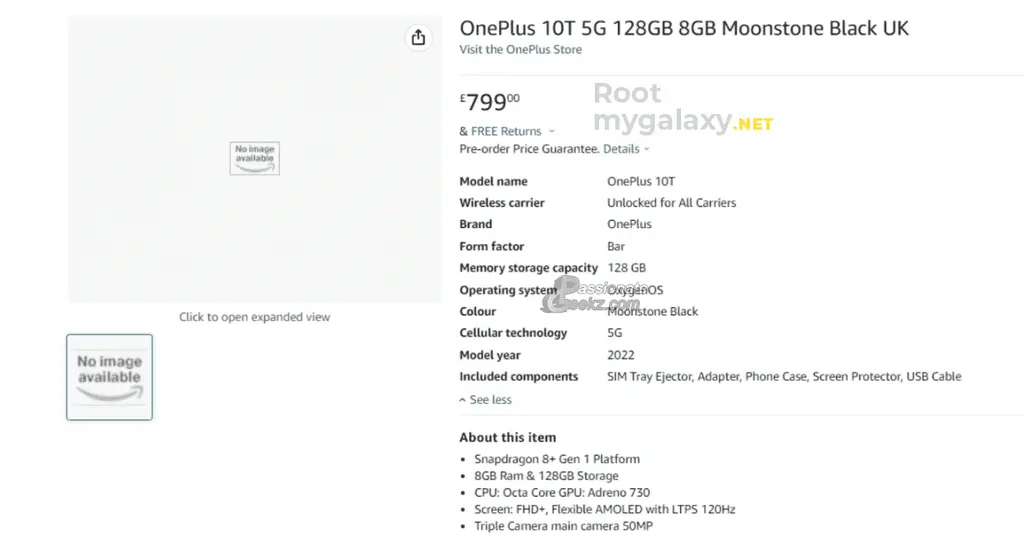 OnePlus 10T 5G 128GB 8GB Moonstone Black UK
Visit the OnePlus Store
£79900
Root
mygalaxy.NET
& FREE Returns
Pre-order Price Guarantee. Details
No image
available
Model name OnePlus 10T
Wireless carrier Unlocked for All Carriers
Brand OnePlus
Form factor Bar
Memory storage capacity 128 GB
Operating system OxygenOS
Passionate
Geekz.com
Colour Moonstone Black
Click to open expanded view
Cellular technology 5G
Model year 2022
Included components SIM Tray Ejector, Adapter, Phone Case, Screen Protector, USB Cable
No image
available
See less
About this item
• Snapdragon 8+ Gen 1 Platform
• 8GB Ram & 128GB Storage
• CPU: Octa Core GPU: Adreno 730
• Screen: FHD+, Flexible AMOLED with LTPS 120Hz
• Triple Camera main camera 50MP